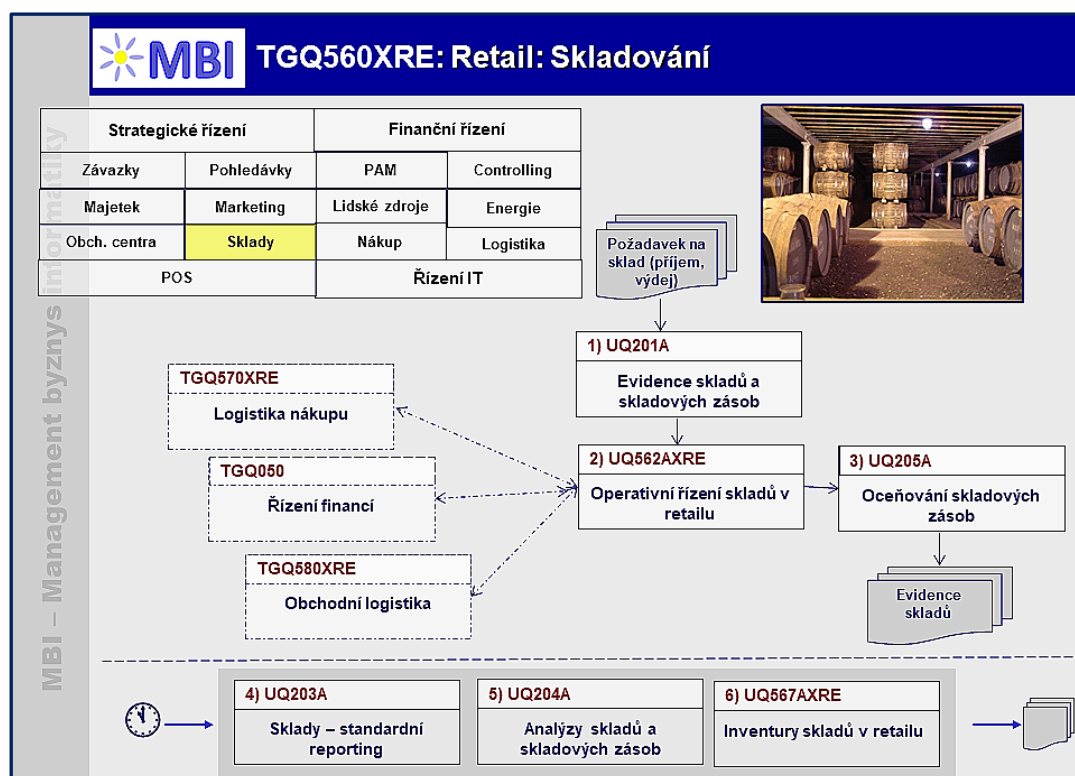 MBI
TGQ560XRE: Retail: Skladování
MBI – Management byznys informatiky
Strategické řízení
Finanční řízení
Závazky
Pohledávky
PAM
Controlling
Majetek
Marketing
Lidské zdroje
Energie
Obch. centra
Sklady
Nákup
Logistika
POS
Řízení IT
Požadavek na
sklad (příjem,
výdej)
1) UQ201A
Evidence skladů a
skladových zásob
TGQ570XRE
Logistika nákupu
TGQ050
Řízení financí
TGQ580XRE
Obchodní logistika
2) UQ562AXRE
Operativní řízení skladů v
retailu
3) UQ205A
Oceňování skladových
zásob
Evidence
skladů
4) UQ203A
Sklady – standardní
reporting
5) UQ204A
Analýzy skladů a
skladových zásob
6) UQ567AXRE
Inventury skladů v retailu